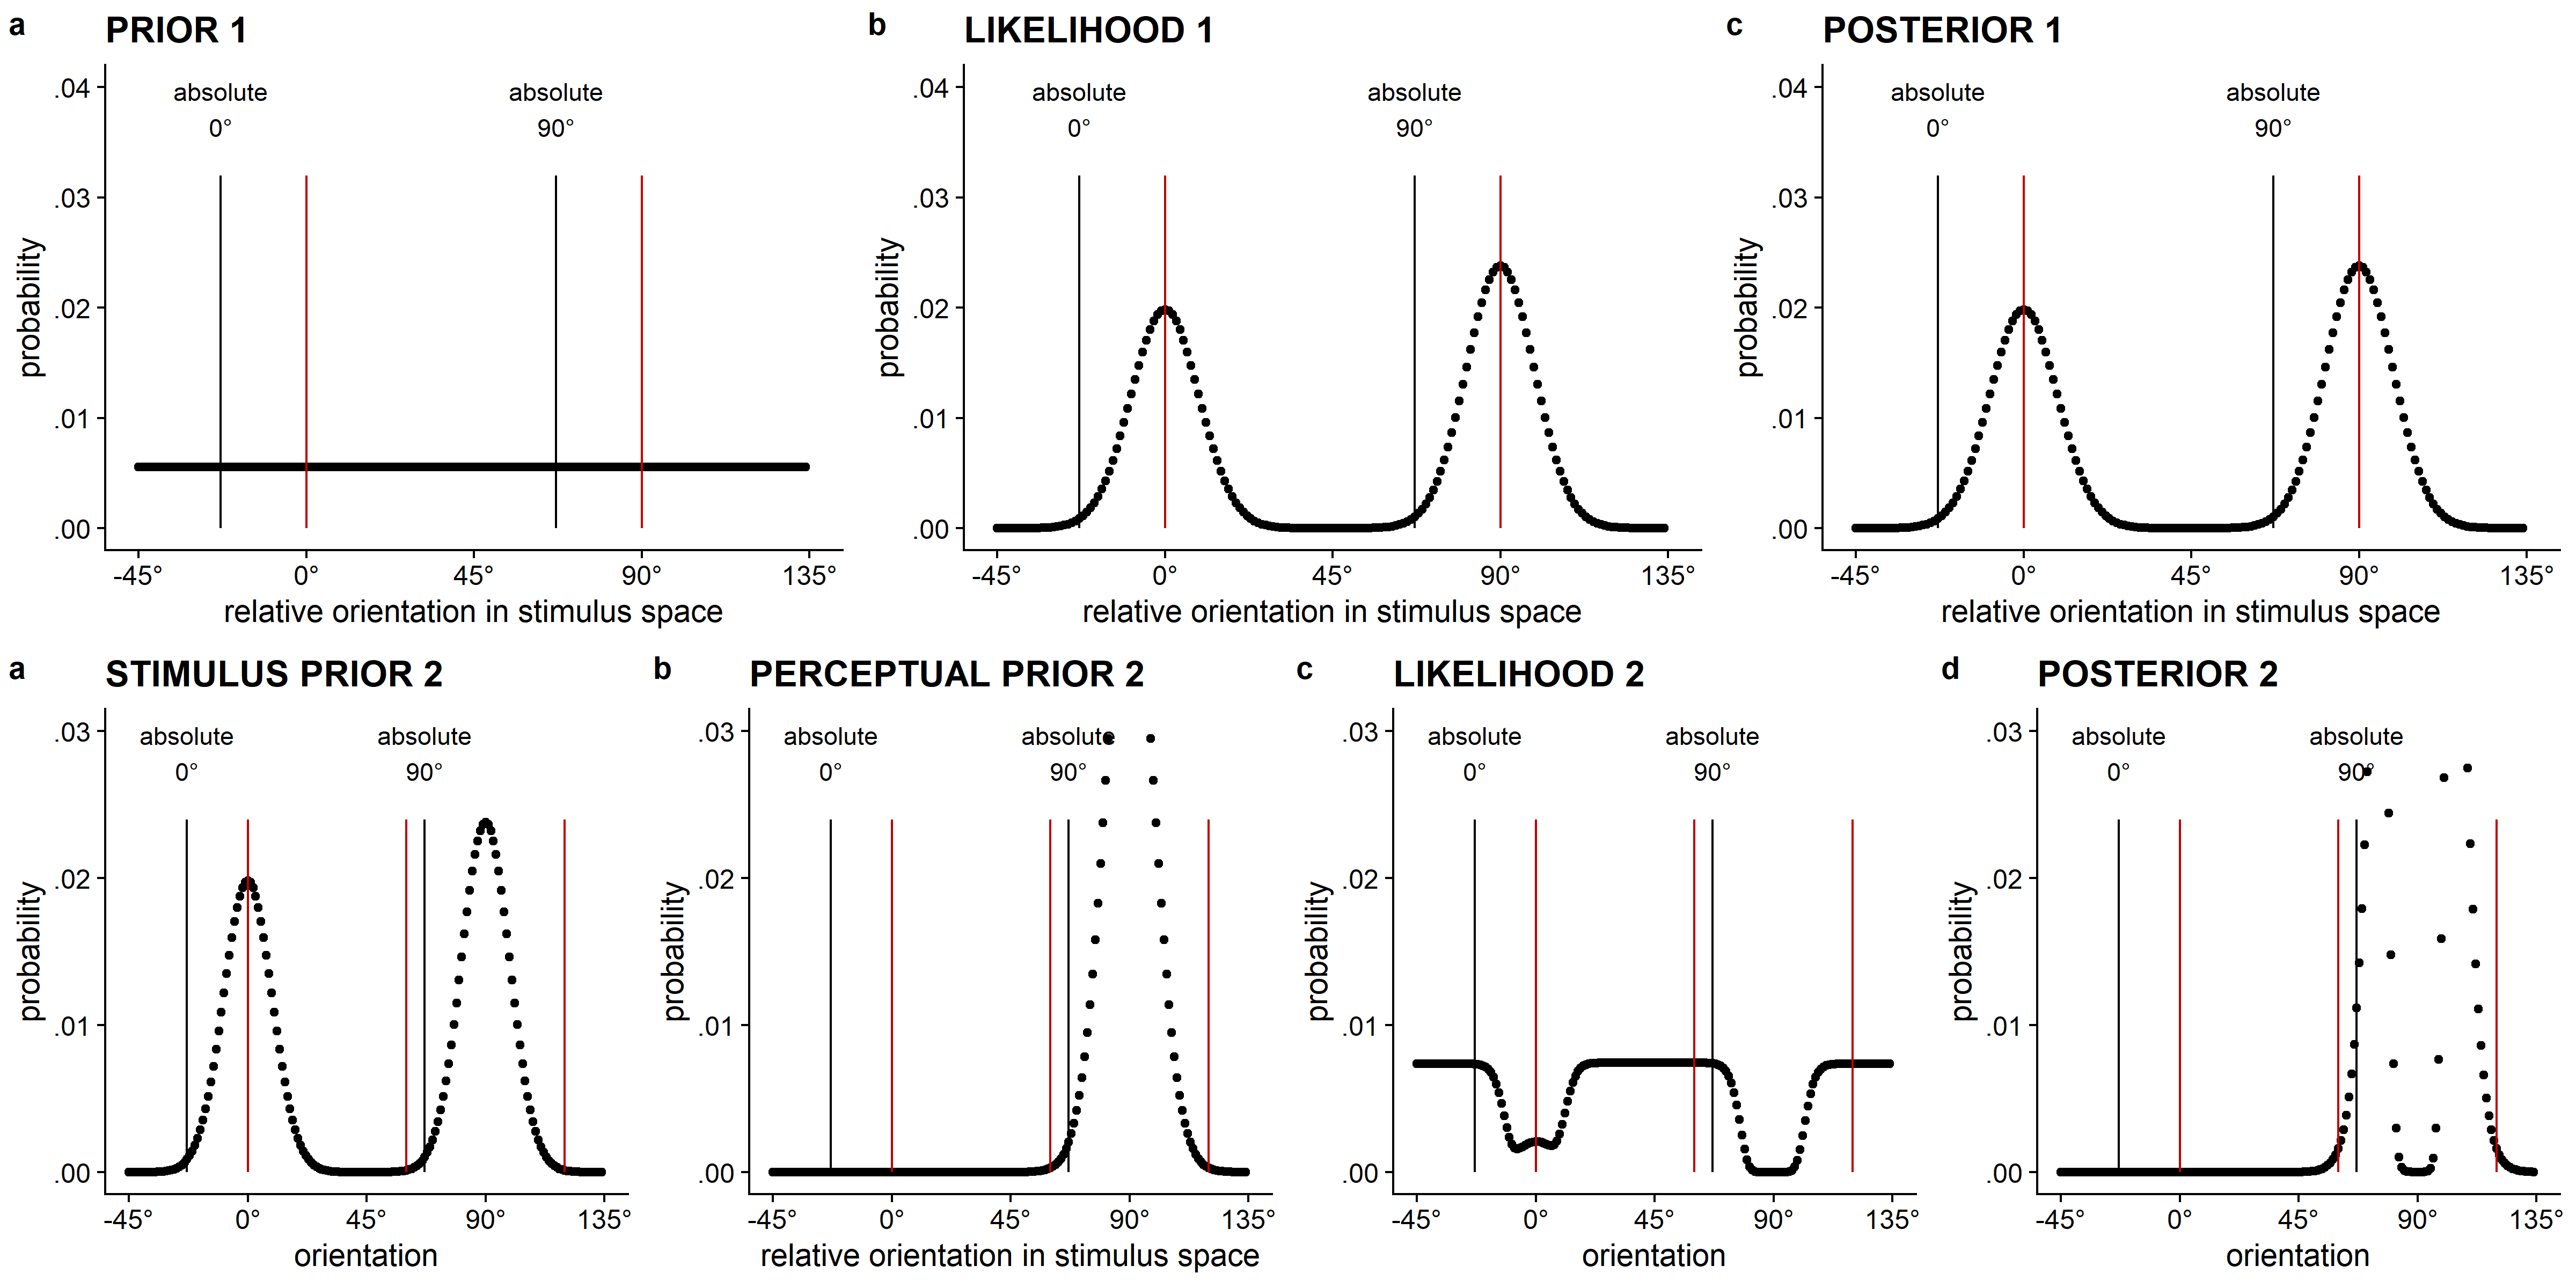 a PRIOR 1
.04
.03
.02
.01
.00
probability
absolute 0°
absolute 90°
-45° 0° 45° 90° 135°
relative orientation in stimulus space
b LIKELIHOOD 1
.04
.03
.02
.01
.00
probability
absolute 0°
absolute 90°
-45° 0° 45° 90° 135°
relative orientation in stimulus space
c POSTERIOR 1
.04
.03
.02
.01
.00
probability
absolute 0°
absolute 90°
-45° 0° 45° 90° 135°
relative orientation in stimulus space
a STIMULUS PRIOR 2
.03
.02
.01
.00
probability
absolute 0°
absolute 90°
-45° 0° 45° 90° 135°
orientation
b PERCEPTUAL PRIOR 2
.03
.02
.01
.00
probability
absolute 0°
absolute 90°
-45° 0° 45° 90° 135°
relative orientation in stimulus space
c LIKELIHOOD 2
.03
.02
.01
.00
probability
absolute 0°
absolute 90°
-45° 0° 45° 90° 135°
orientation
d POSTERIOR 2
.03
.02
.01
.00
probability
absolute 0°
absolute 90°
-45° 0° 45° 90° 135°
orientation